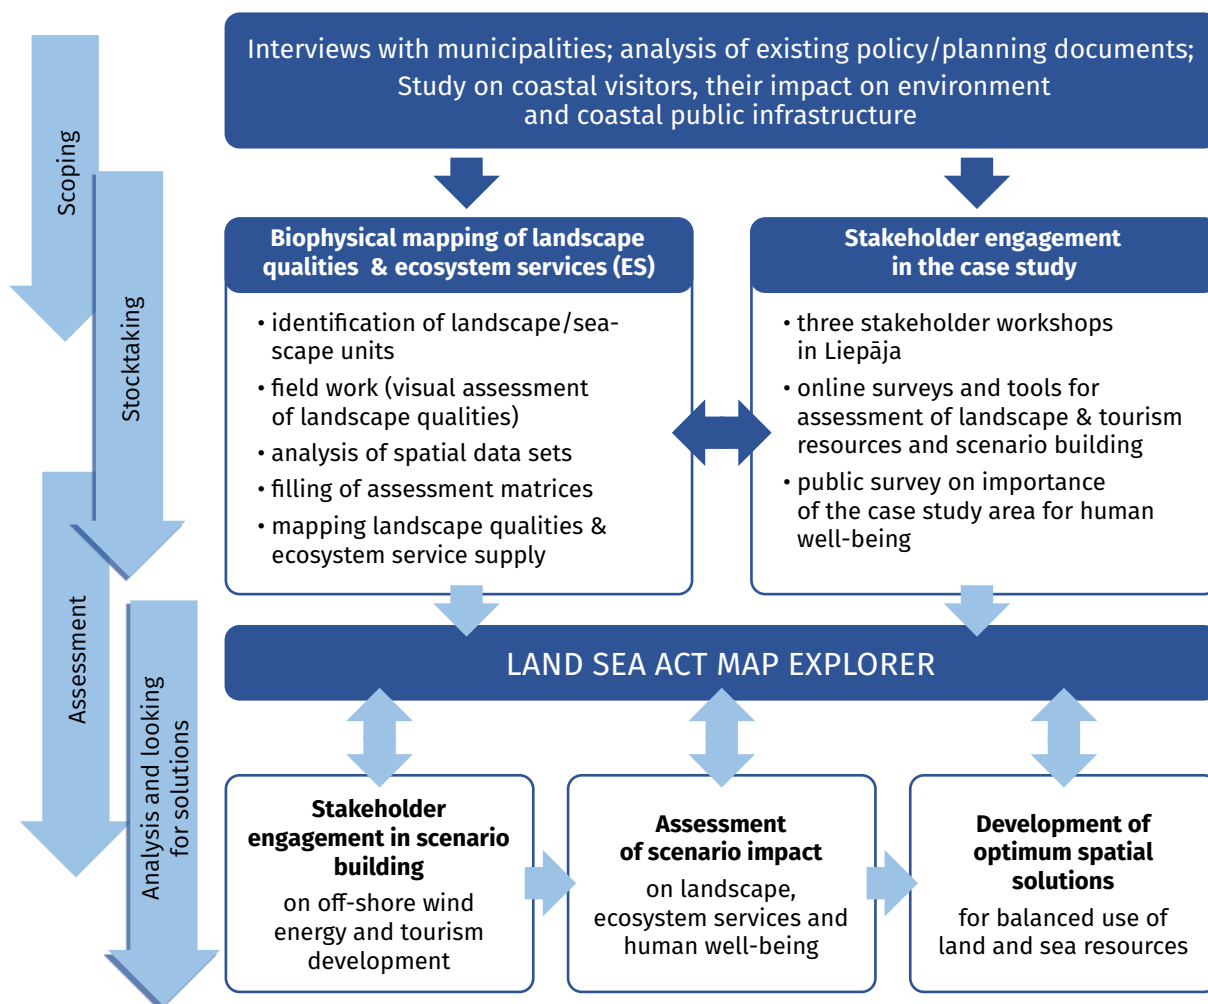 Interviews with municipalities; analysis of existing policy/planning documents;
Study on coastal visitors, their impact on environment
and coastal public infrastructure
Scoping
Stocktaking
Assessment
Analysis and looking
for solutions
Biophysical mapping of landscape
qualities & ecosystem services (ES)
• identification of landscape/sea-
scape units
• field work (visual assessment
of landscape qualities)
• analysis of spatial data sets
• filling of assessment matrices
• mapping landscape qualities &
ecosystem service supply
Stakeholder engagement
in the case study
• three stakeholder workshops
in Liepāja
• online surveys and tools for
assessment of landscape & tourism
resources and scenario building
• public survey on importance
of the case study area for human
well-being
LAND SEA ACT MAP EXPLORER
Stakeholder
engagement in scenario
building
on off-shore wind
energy and tourism
development
Assessment
of scenario impact
on landscape,
ecosystem services and
human well-being
Development of
optimum spatial
solutions
for balanced use of
land and sea resources